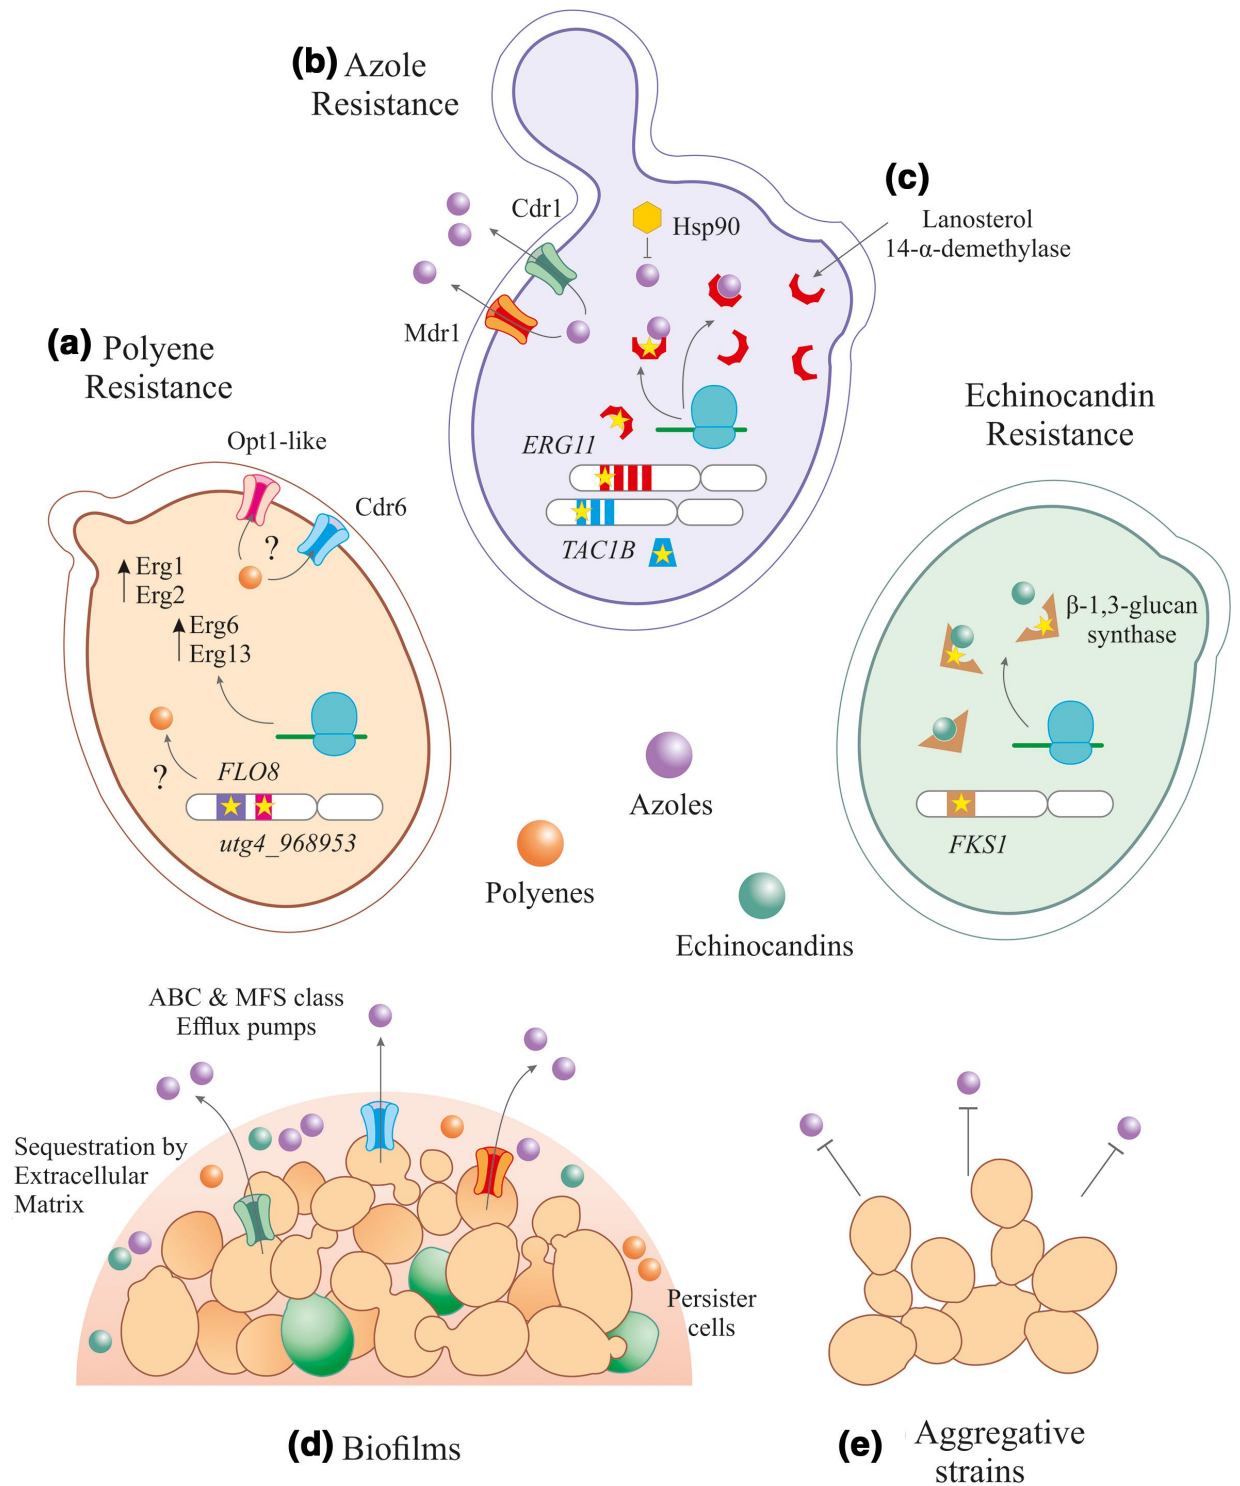 (b) Azole
Resistance
(c)
Lanosterol
14-α-demethylase
Cdr1
Hsp90
Mdr1
ERG11
TAC1B
(a) Polyene
Resistance
Opt1-like
Cdr6
?
Erg1
Erg2
Erg6
Erg13
?
FLO8
utg4_968953
Echinocandin
Resistance
β-1,3-glucan
synthase
FKS1
Azoles
Polyenes
Echinocandins
ABC & MFS class
Efflux pumps
Sequestration by
Extracellular
Matrix
Persister
cells
(d) Biofilms
(e) Aggregative
strains